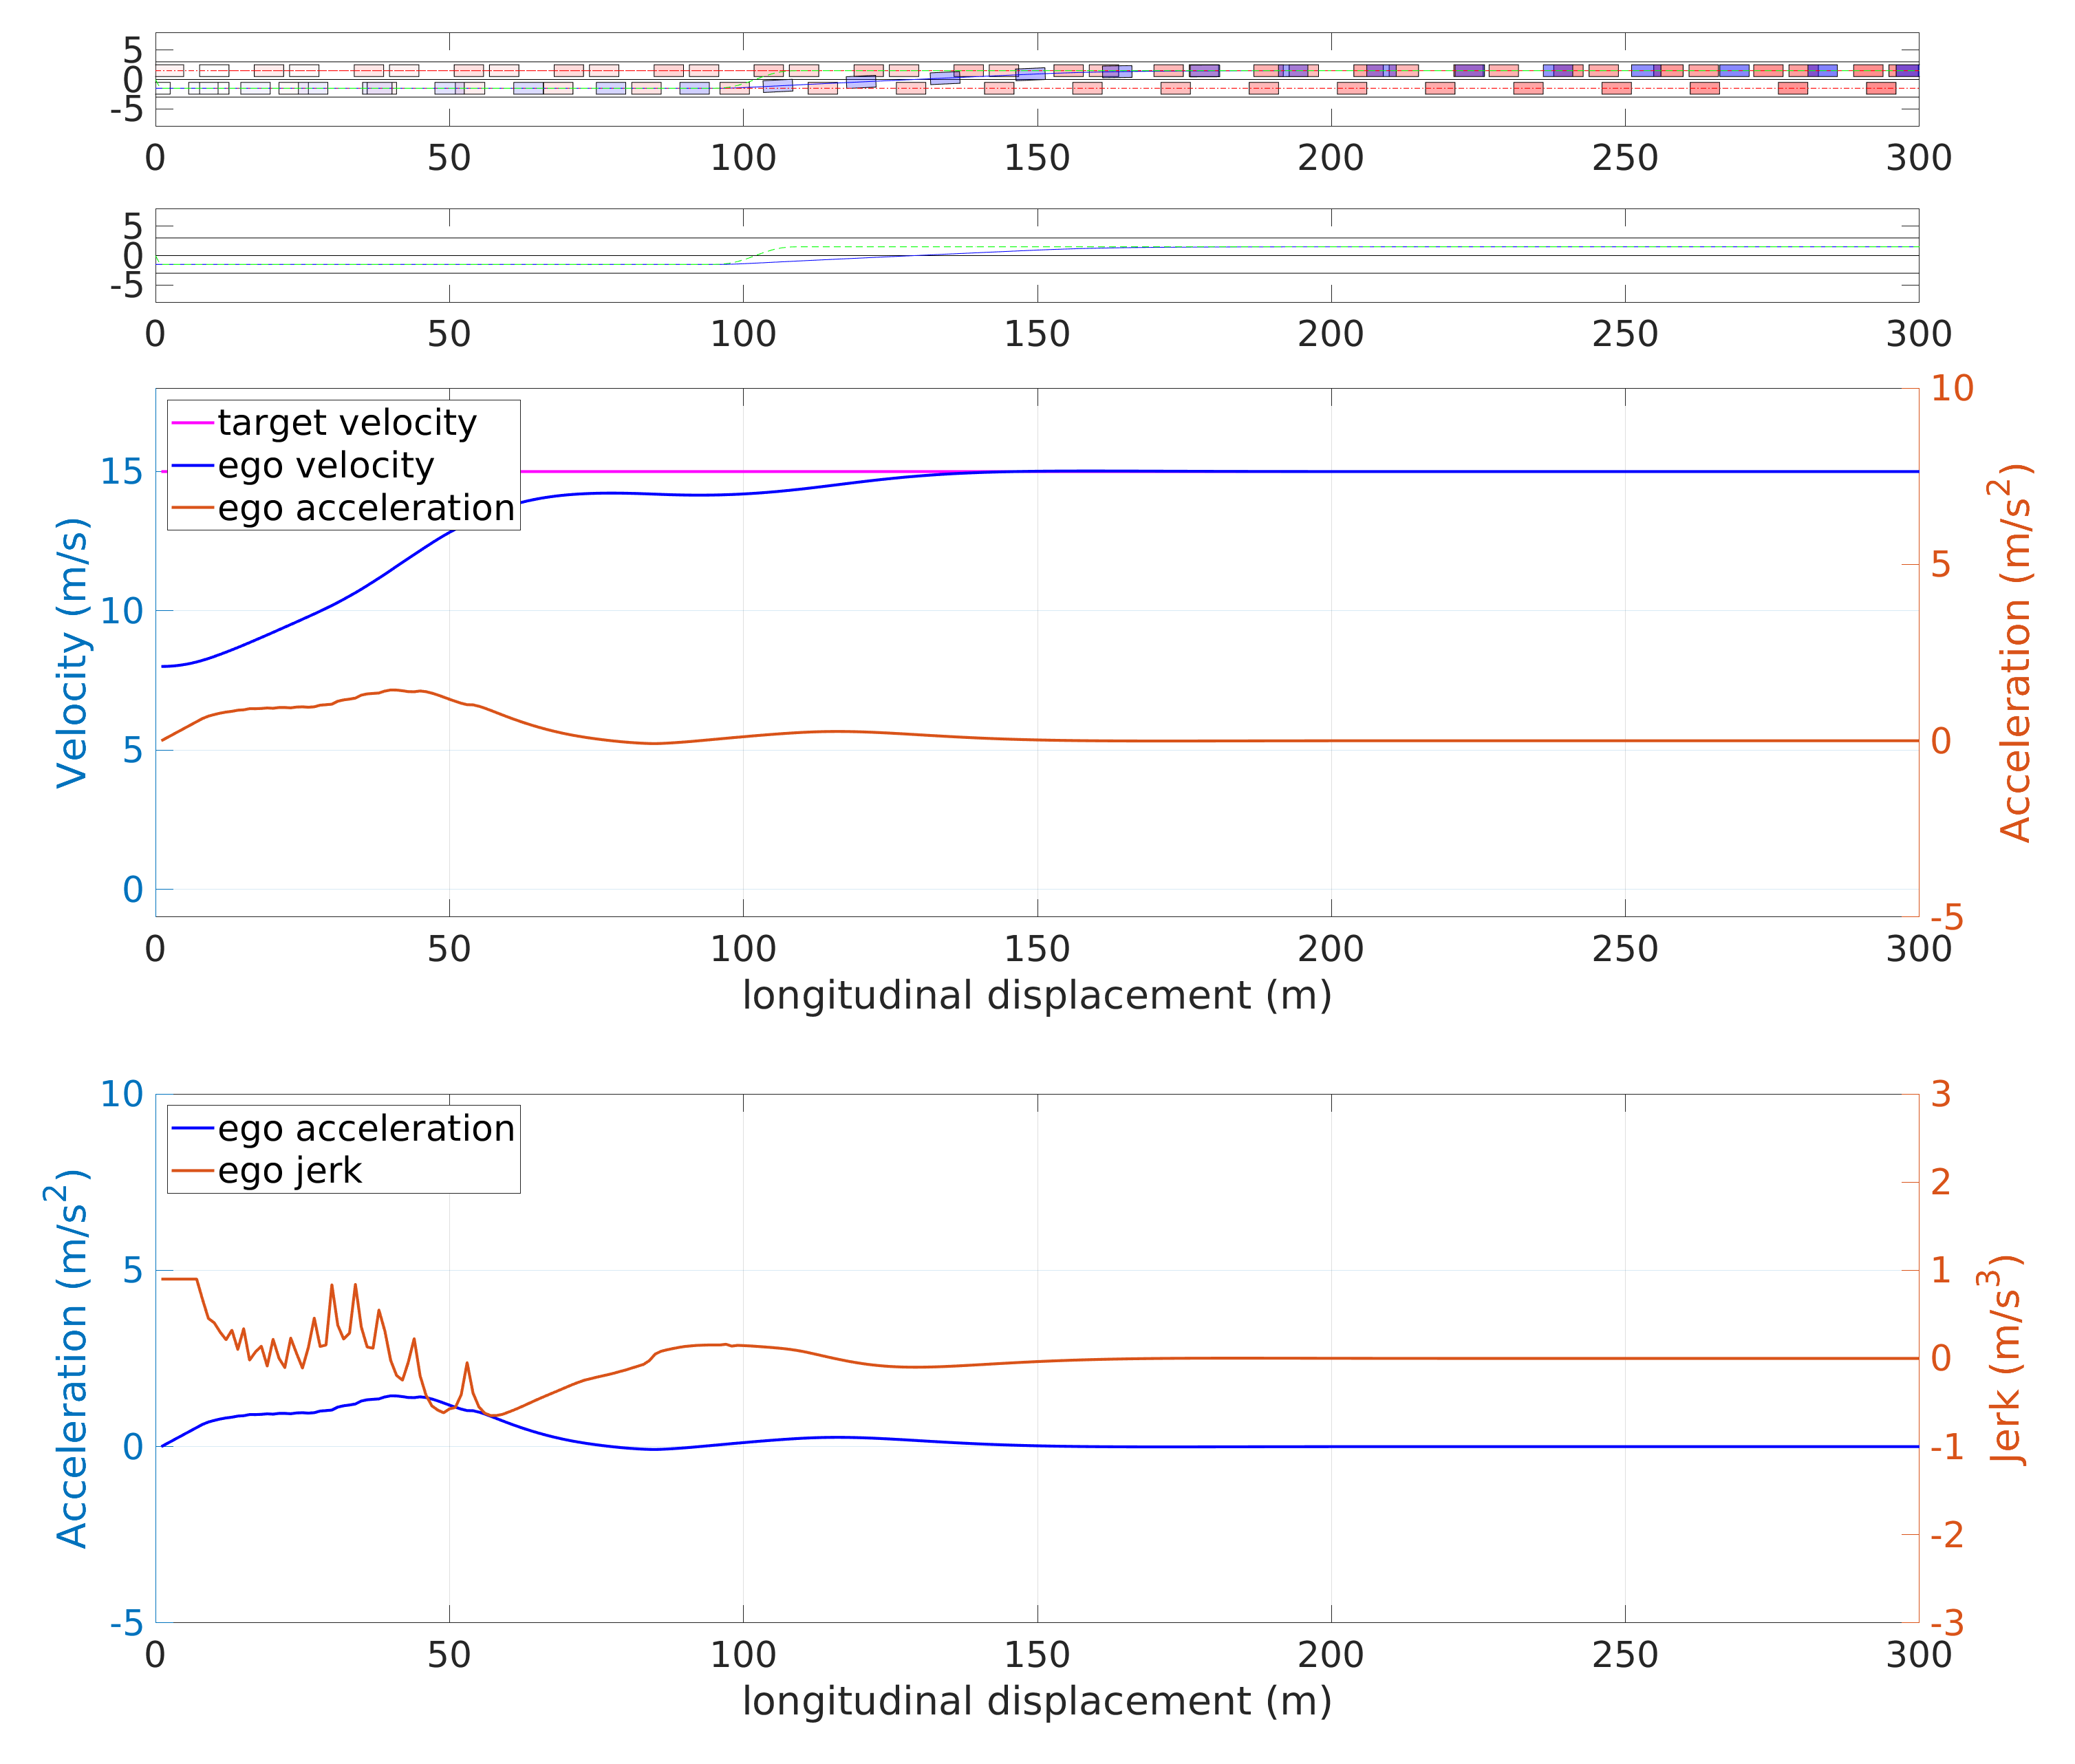 5
0
-5
0 50 100 150 200 250 300
5
0
-5
0 50 100 150 200 250 300
target velocity
ego velocity
ego acceleration
15
10
5
0
Velocity (m/s)
10
5
0
-5
Acceleration (m/s²)
0 50 100 150 200 250 300
longitudinal displacement (m)
ego acceleration
ego jerk
10
5
0
-5
Acceleration (m/s²)
3
2
1
0
-1
-2
-3
Jerk (m/s³)
0 50 100 150 200 250 300
longitudinal displacement (m)